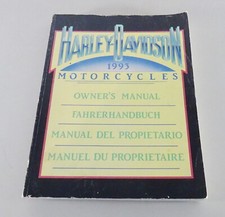 HARLEY-DAVIDSON
1993
MOTORCYCLES
OWNER'S MANUAL
FAHRERHANDBUCH
MANUAL DEL PROPIETARIO
MANUEL DU PROPRIETAIRE